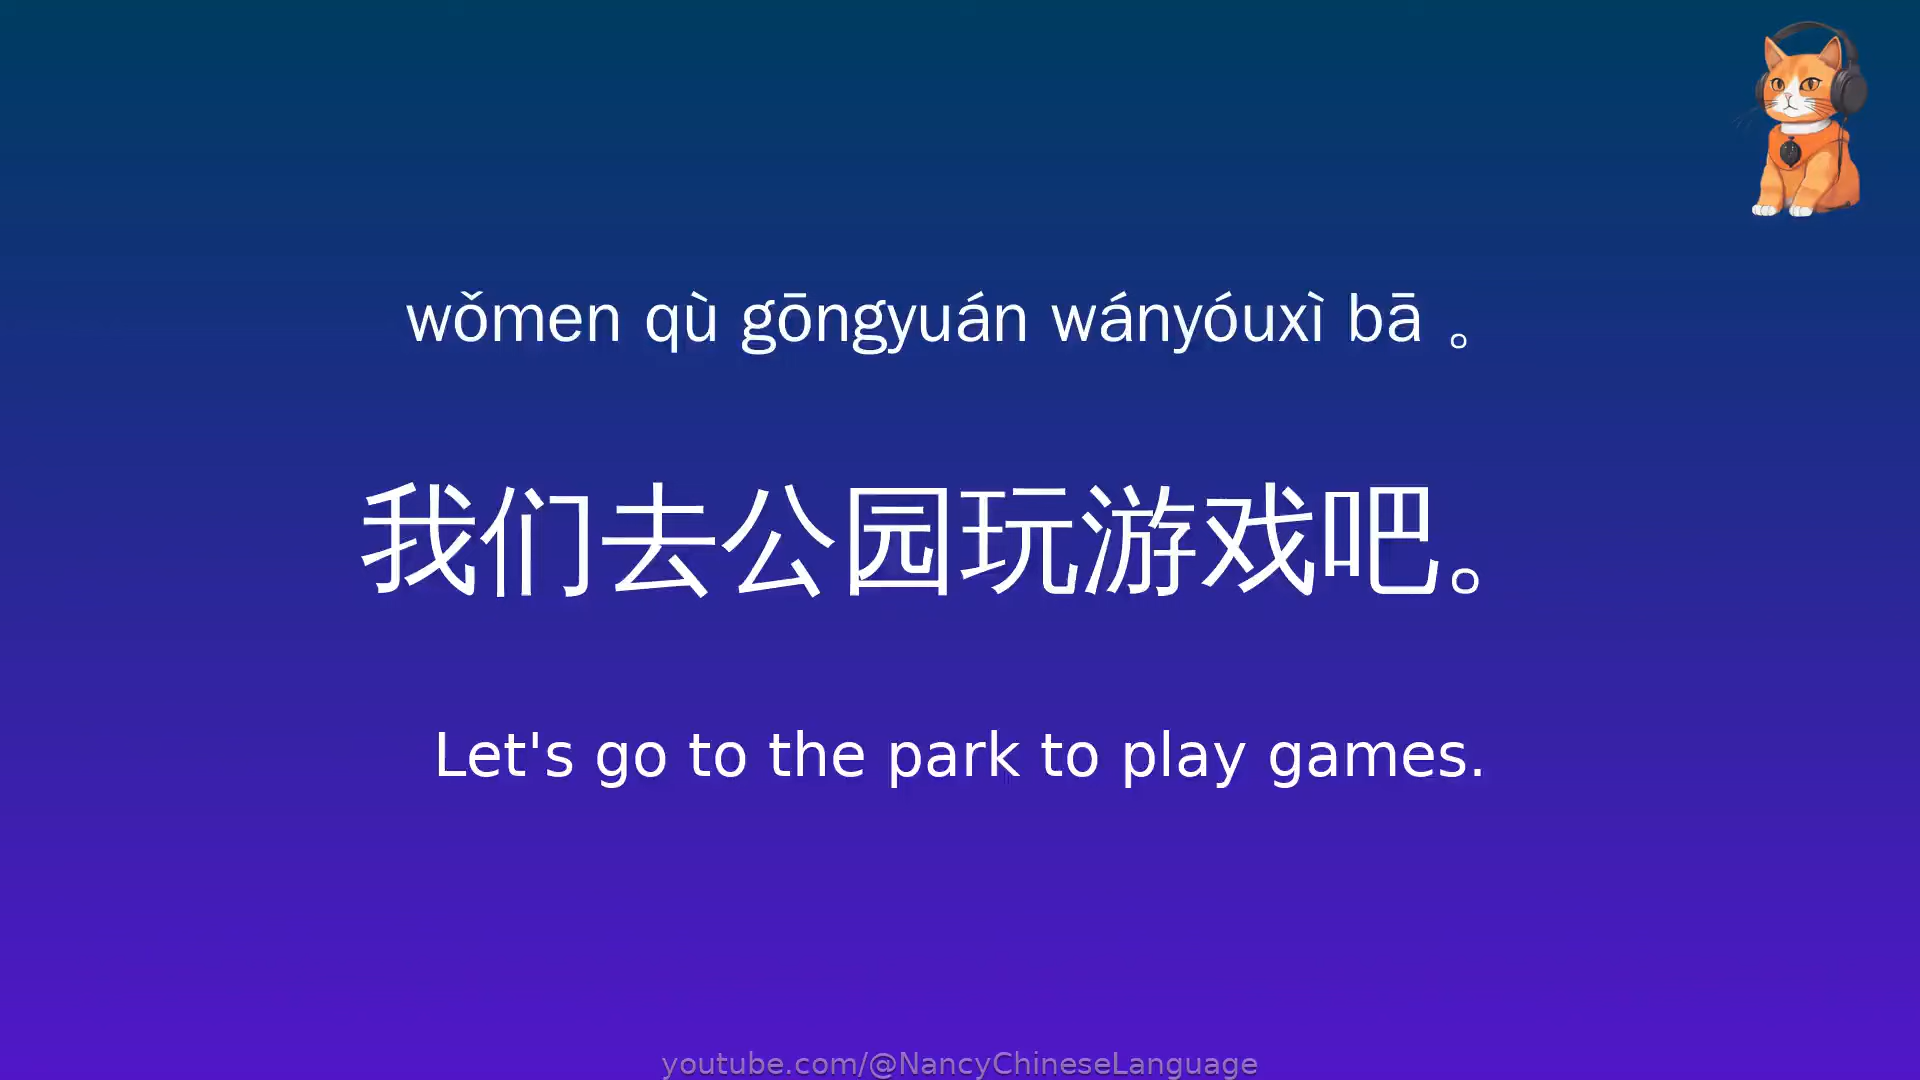 wǒmen qù gōngyuán wányóuxì bā 。
我们去公园玩游戏吧。
Let's go to the park to play games.
youtube.com/@NancyChineseLanguage